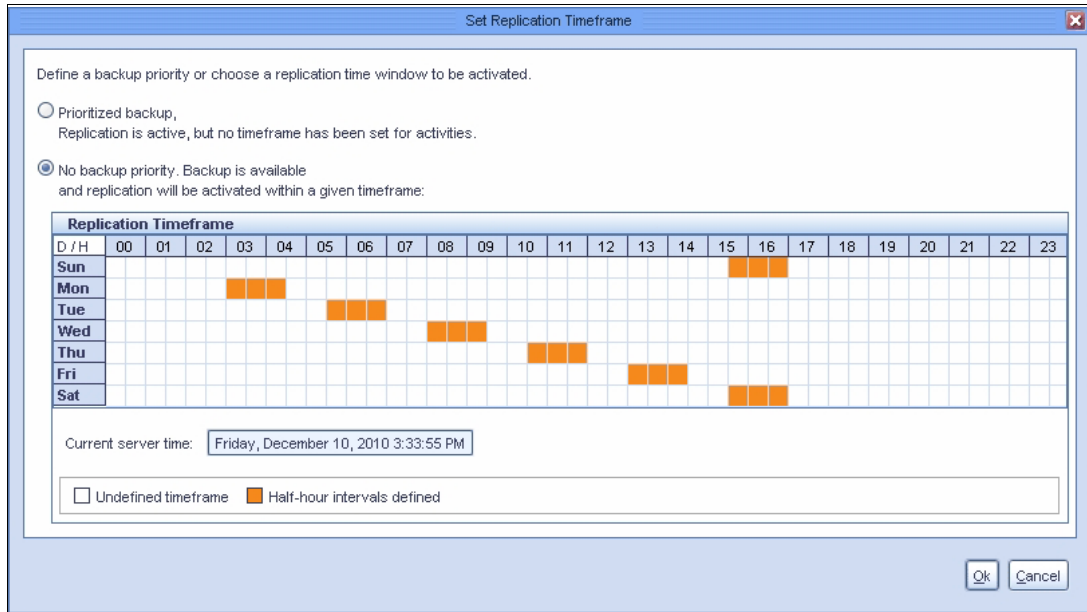 Set Replication Timeframe
Define a backup priority or choose a replication time window to be activated.
Prioritized backup,
Replication is active, but no timeframe has been set for activities.
No backup priority. Backup is available
and replication will be activated within a given timeframe:
Replication Timeframe
D / H 00 01 02 03 04 05 06 07 08 09 10 11 12 13 14 15 16 17 18 19 20 21 22 23
Sun
Mon
Tue
Wed
Thu
Fri
Sat
Current server time: Friday, December 10, 2010 3:33:55 PM
Undefined timeframe Half-hour intervals defined
Ok Cancel